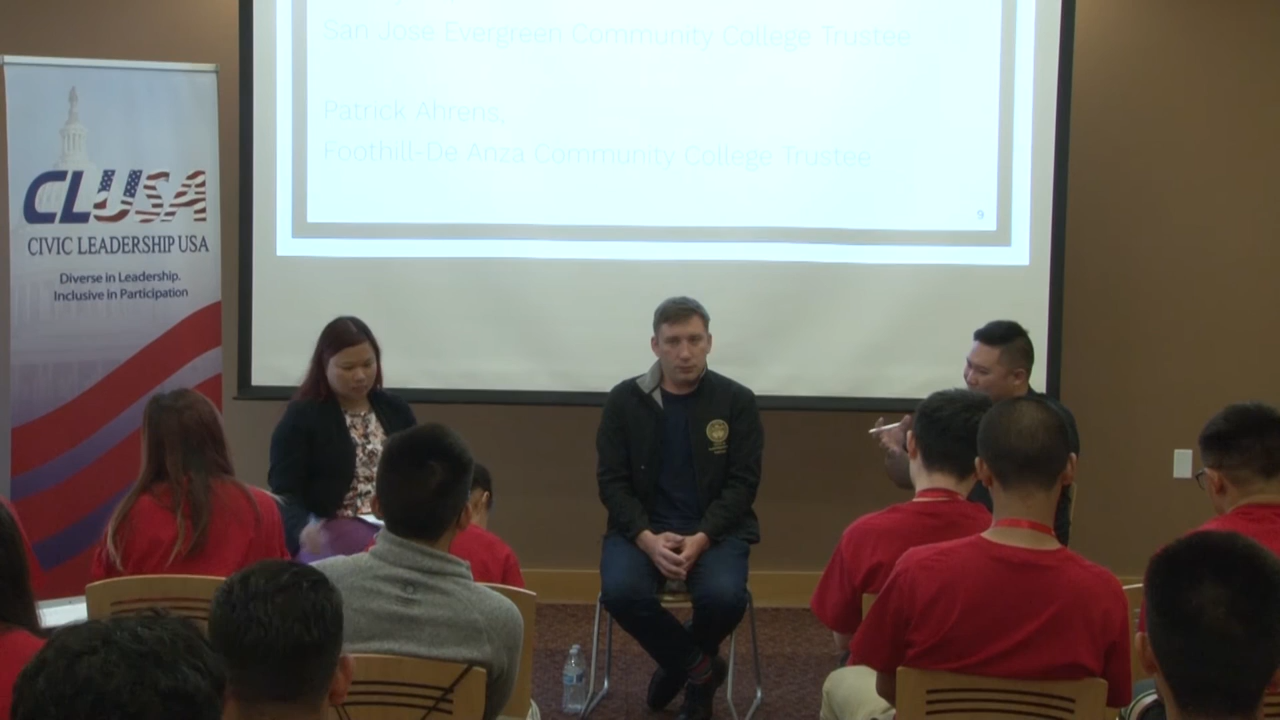 San Jose Evergreen Community College Trustee
Patrick Ahrens,
Foothill-De Anza Community College Trustee
9
CLUSA
CIVIC LEADERSHIP USA
Diverse in Leadership.
Inclusive in Participation